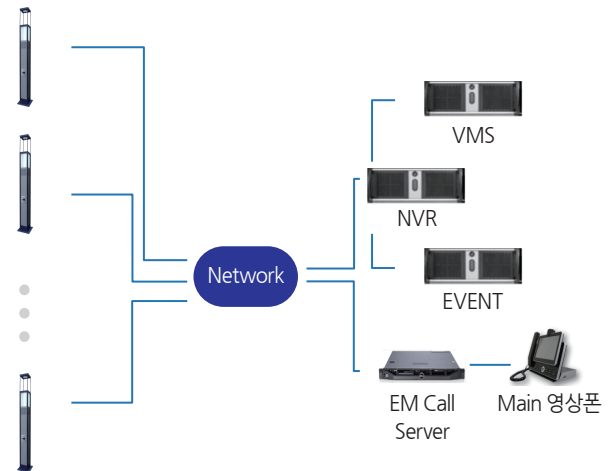 VMS
NVR
Network
EVENT
EM Call
Server
Main 영상폰